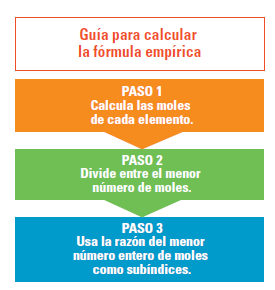 Guía para calcular
la fórmula empírica
PASO 1
Calcula las moles
de cada elemento.
PASO 2
Divide entre el menor
número de moles.
PASO 3
Usa la razón del menor
número entero de moles
como subíndices.